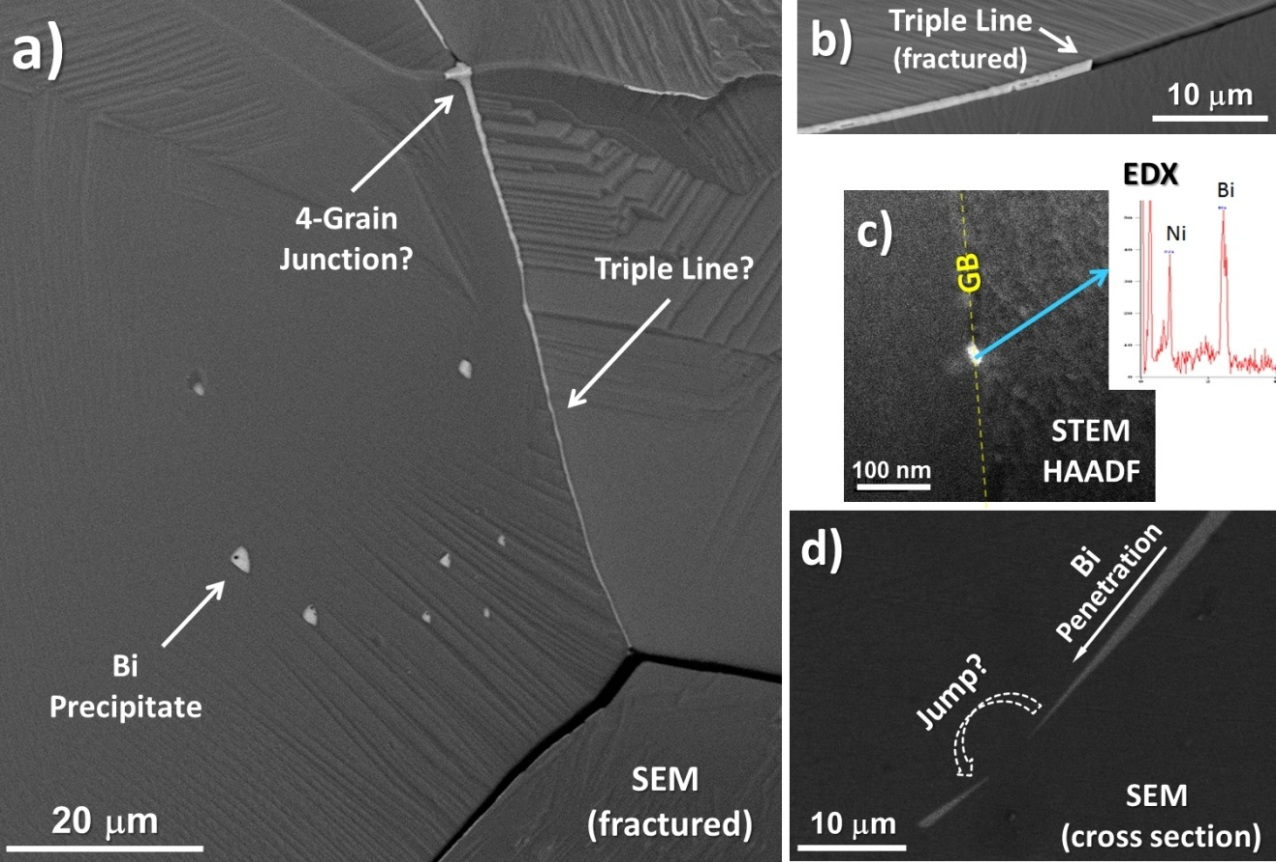 a)
4-Grain
Junction?
Triple Line?
Bi
Precipitate
20 μm
SEM
(fractured)
b)
Triple Line
(fractured)
10 μm
c)
GB
100 nm
STEM
HAADF
EDX
Ni
Bi
d)
Bi
Penetration
Jump?
10 μm
SEM
(cross section)